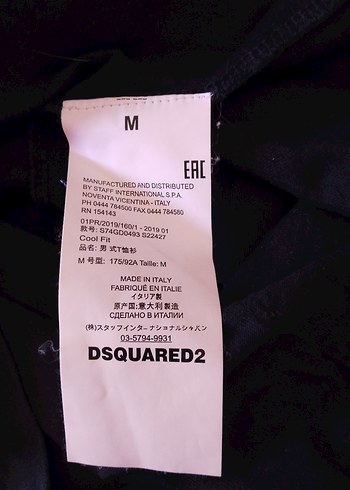 M
EAC
MANUFACTURED AND DISTRIBUTED
BY STAFF INTERNATIONAL S.P.A.
NOVENTA VICENTINA - ITALY
PH 0444 784500 FAX 0444 784580
RN 154143
01PR/2019/160/1 - 2019 01
款号: S74GD0493 S22427
Cool Fit
品名: 男 式T恤衫
M 号型: 175/92A Taille: M
MADE IN ITALY
FABRIQUÉ EN ITALIE
イタリア製
原产国:意大利製造
СДЕЛАНО В ИТАЛИИ
(株)スタッフインターナショナルジャパン
03-5794-9931
DSQUARED2